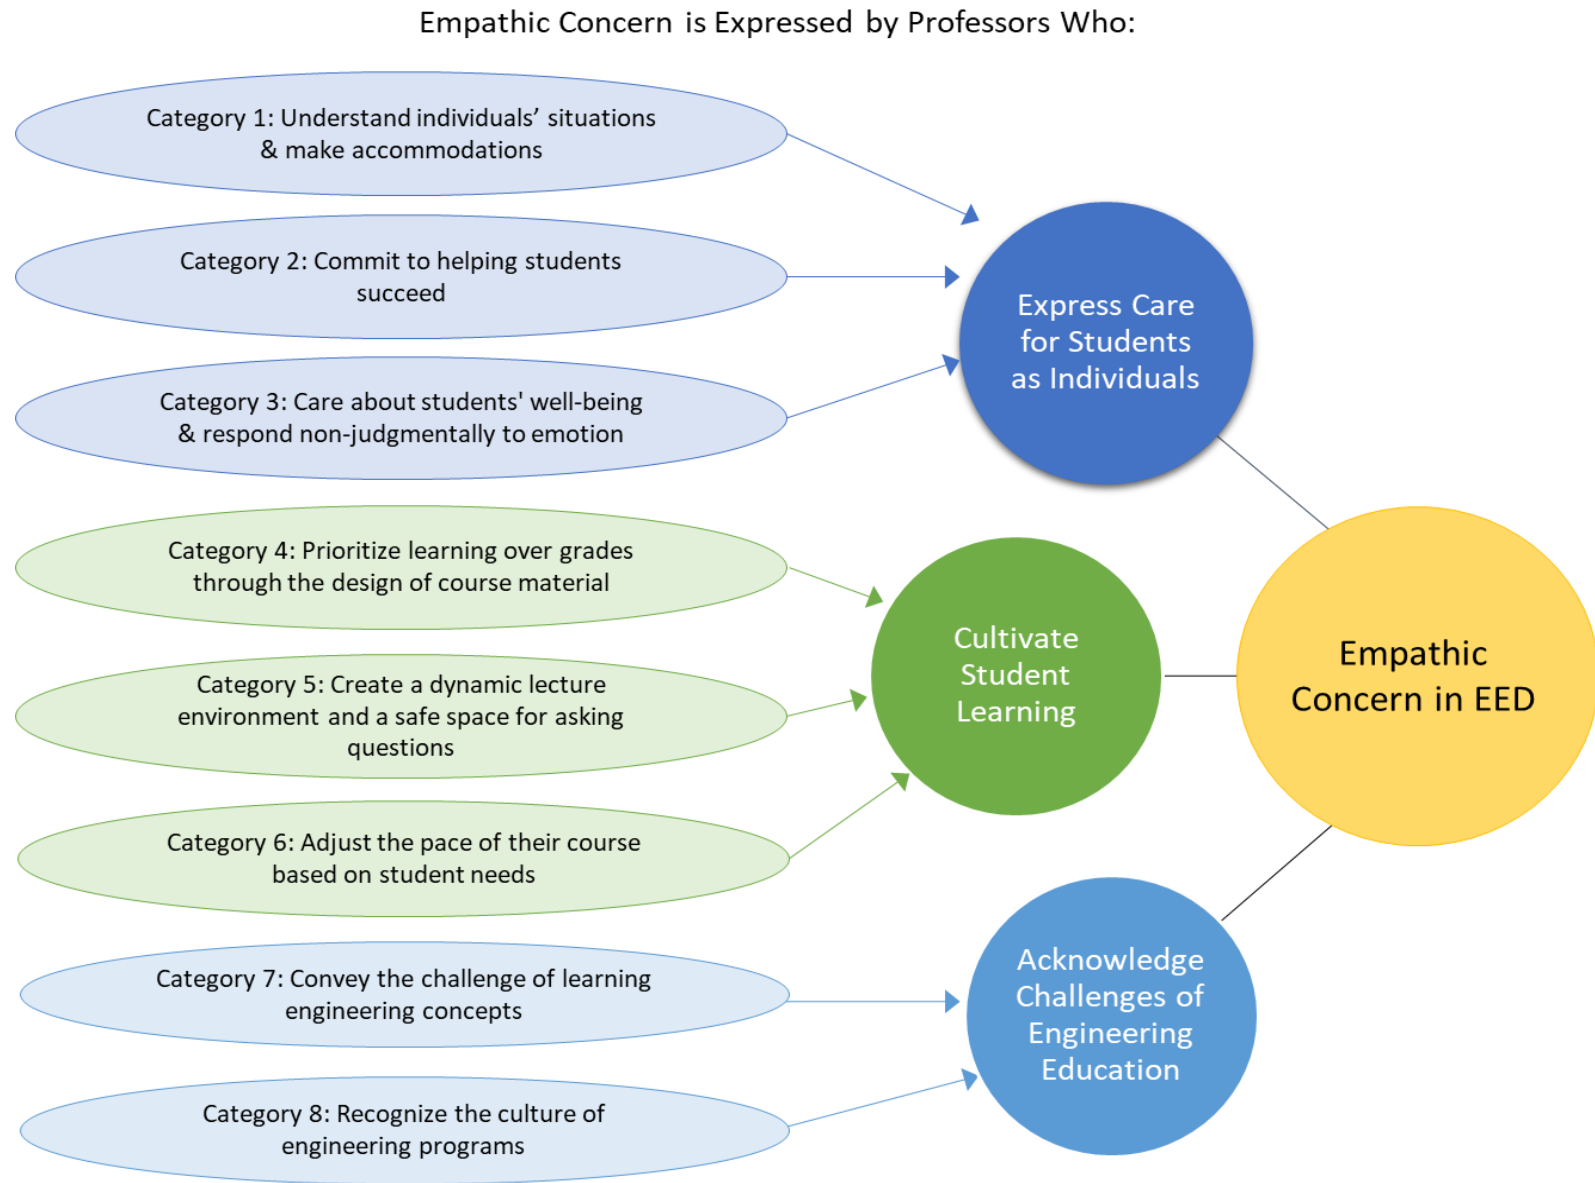 Empathic Concern is Expressed by Professors Who:
Category 1: Understand individuals’ situations
& make accommodations
Category 2: Commit to helping students
succeed
Category 3: Care about students' well-being
& respond non-judgmentally to emotion
Express Care
for Students
as Individuals
Category 4: Prioritize learning over grades
through the design of course material
Category 5: Create a dynamic lecture
environment and a safe space for asking
questions
Category 6: Adjust the pace of their course
based on student needs
Cultivate
Student
Learning
Empathic
Concern in EED
Category 7: Convey the challenge of learning
engineering concepts
Category 8: Recognize the culture of
engineering programs
Acknowledge
Challenges of
Engineering
Education